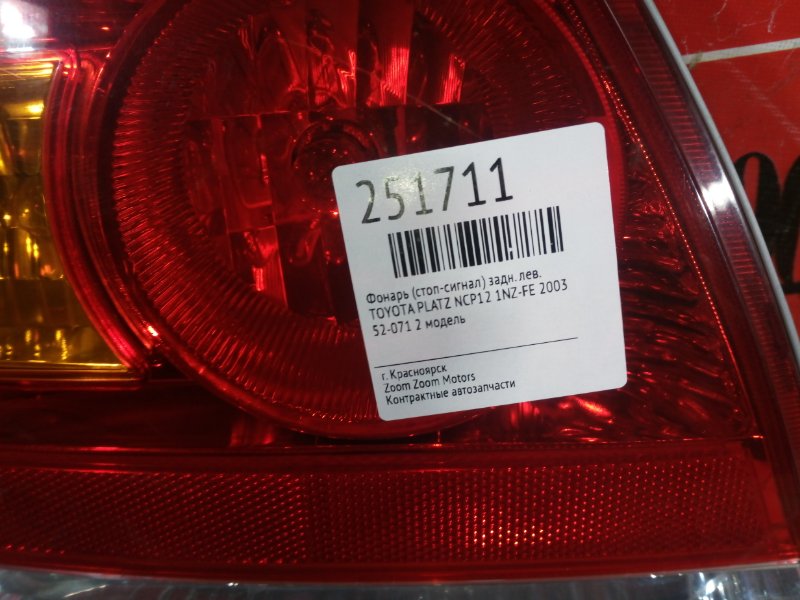 251711
Фонарь (стоп-сигнал) задн. лев.
TOYOTA PLATZ NCP12 1NZ-FE 2003
52-071 2 модель
г. Красноярск
Zoom Zoom Motors
Контрактные автозапчасти